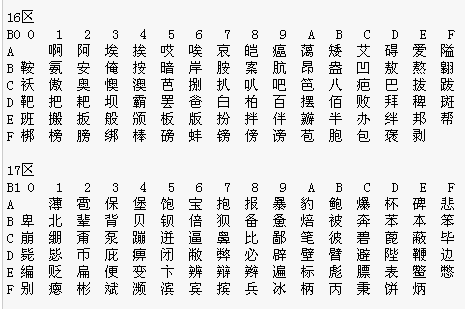 16区
B0 0 1 2 3 4 5 6 7 8 9 A B C D E F
A 啊 阿 埃 挨 哎 唉 哀 皑 癌 蔼 矮 艾 碍 爱 隘
B 鞍 氨 安 俺 按 暗 岸 胺 案 肮 昂 盎 凹 敖 熬 翱
C 袄 傲 奥 懊 澳 芭 捌 扒 叭 吧 笆 八 疤 巴 拔 跋
D 靶 把 耙 坝 霸 罢 爸 白 柏 百 摆 佰 败 拜 稗 斑
E 班 搬 扳 般 颁 板 版 扮 拌 伴 瓣 半 办 绊 邦 帮
F 梆 榜 膀 绑 棒 磅 蚌 镑 傍 谤 苞 胞 包 褒 剥
17区
B1 0 1 2 3 4 5 6 7 8 9 A B C D E F
A 薄 雹 保 堡 饱 宝 抱 报 暴 豹 鲍 爆 杯 碑 悲
B 卑 北 辈 背 贝 钡 倍 狈 备 惫 焙 被 奔 苯 本 笨
C 崩 绷 甭 泵 蹦 迸 逼 鼻 比 鄙 笔 彼 碧 蓖 蔽 毕
D 毙 毖 币 庇 痹 闭 敝 弊 必 辟 壁 臂 避 陛 鞭 边
E 编 贬 扁 便 变 卞 辨 辩 辫 遍 标 彪 膘 表 鳖 憋
F 别 瘪 彬 斌 濒 滨 宾 摈 兵 冰 柄 丙 秉 饼 炳